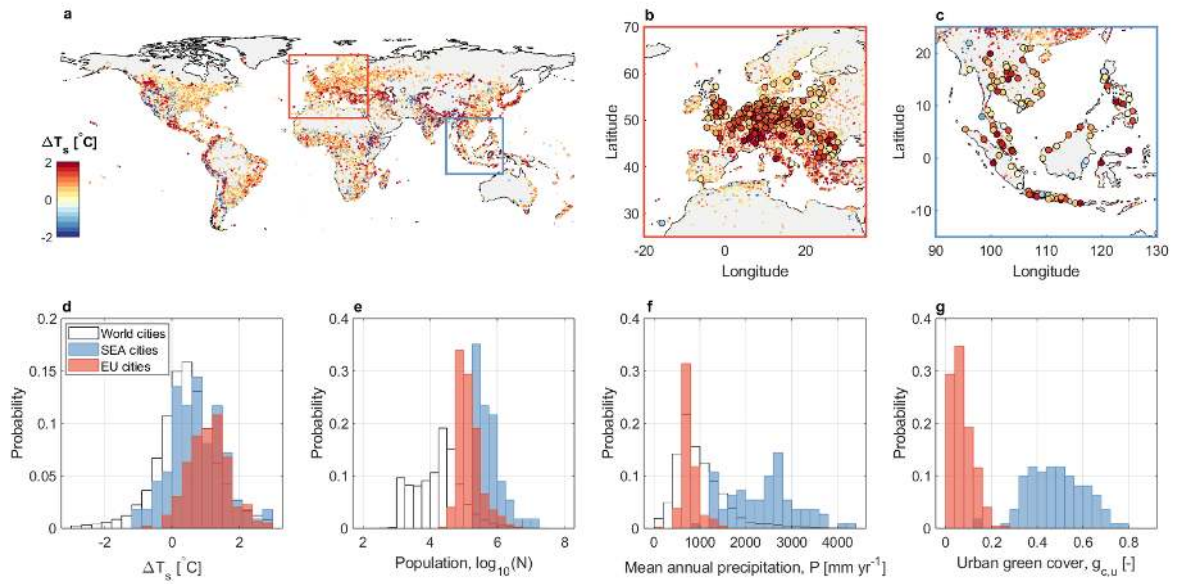 a
ΔTs [°C]
2
0
-2
b
Latitude
70
60
50
40
30
-20
0
20
Longitude
c
Latitude
20
10
0
-10
90
100
110
120
130
Longitude
d
World cities
SEA cities
EU cities
Probability
0.2
0.15
0.1
0.05
0
-2
0
2
ΔTs [°C]
e
Probability
0.4
0.3
0.2
0.1
0
2
4
6
8
Population, log10(N)
f
Probability
0.4
0.3
0.2
0.1
0
0
1000
2000
3000
4000
Mean annual precipitation, P [mm yr-1]
g
Probability
0.4
0.3
0.2
0.1
0
0
0.2
0.4
0.6
0.8
Urban green cover, gc,u [-]